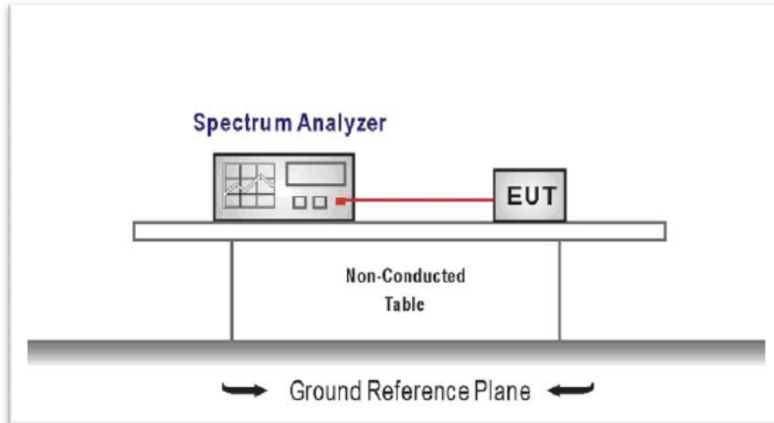 Spectrum Analyzer
EUT
Non-Conducted
Table
Ground Reference Plane